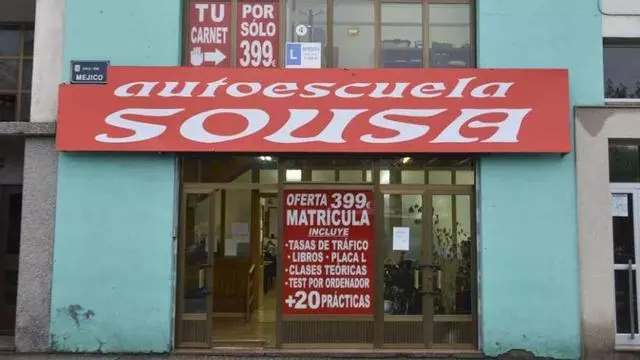 TU
CARNET
POR
SÓLO
399€
L
MEJICO
autoescuela
SOUSA
OFERTA 399€
MATRÍCULA
INCLUYE
· TASAS DE TRÁFICO
· LIBROS · PLACA L
· CLASES TEÓRICAS
· TEST POR ORDENADOR
+20 PRÁCTICAS